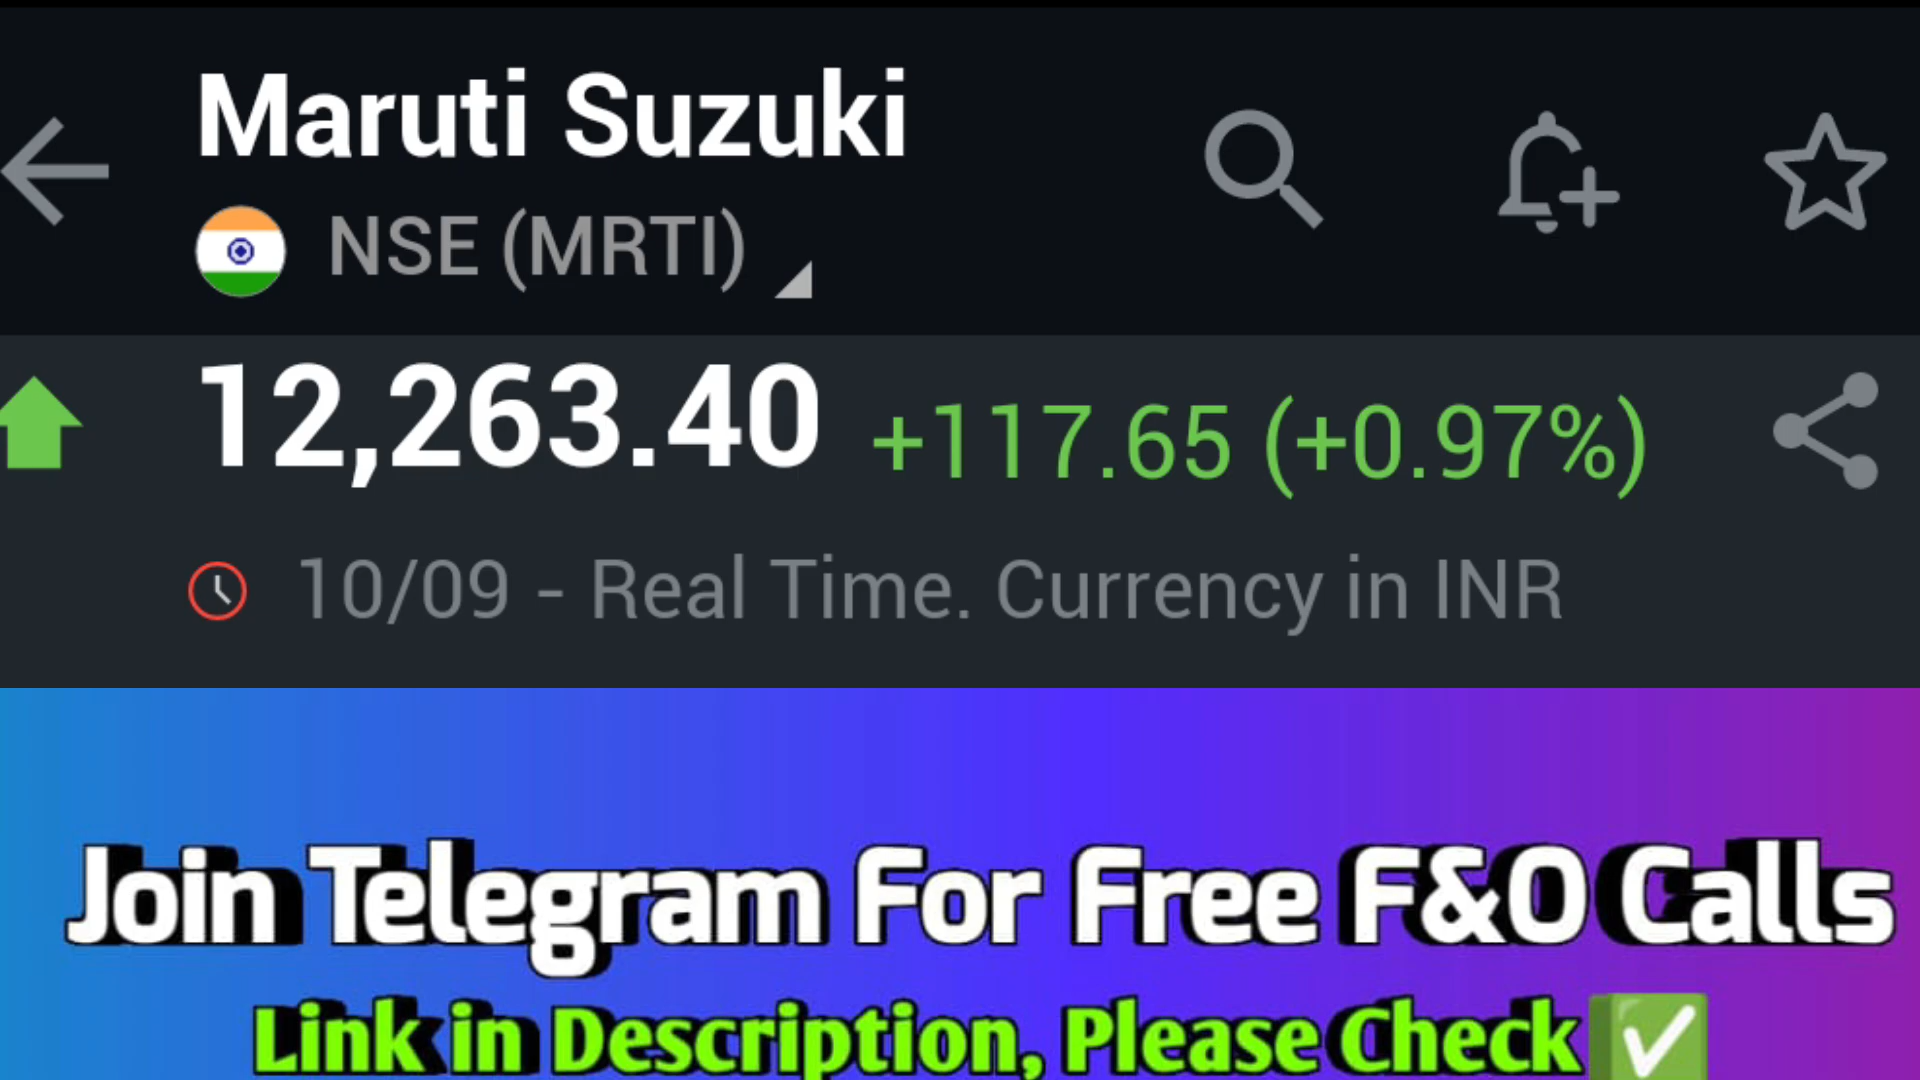 Maruti Suzuki
NSE (MRTI)
12,263.40 +117.65 (+0.97%)
10/09 - Real Time. Currency in INR
Join Telegram For Free F&O Calls
Link in Description, Please Check ✅